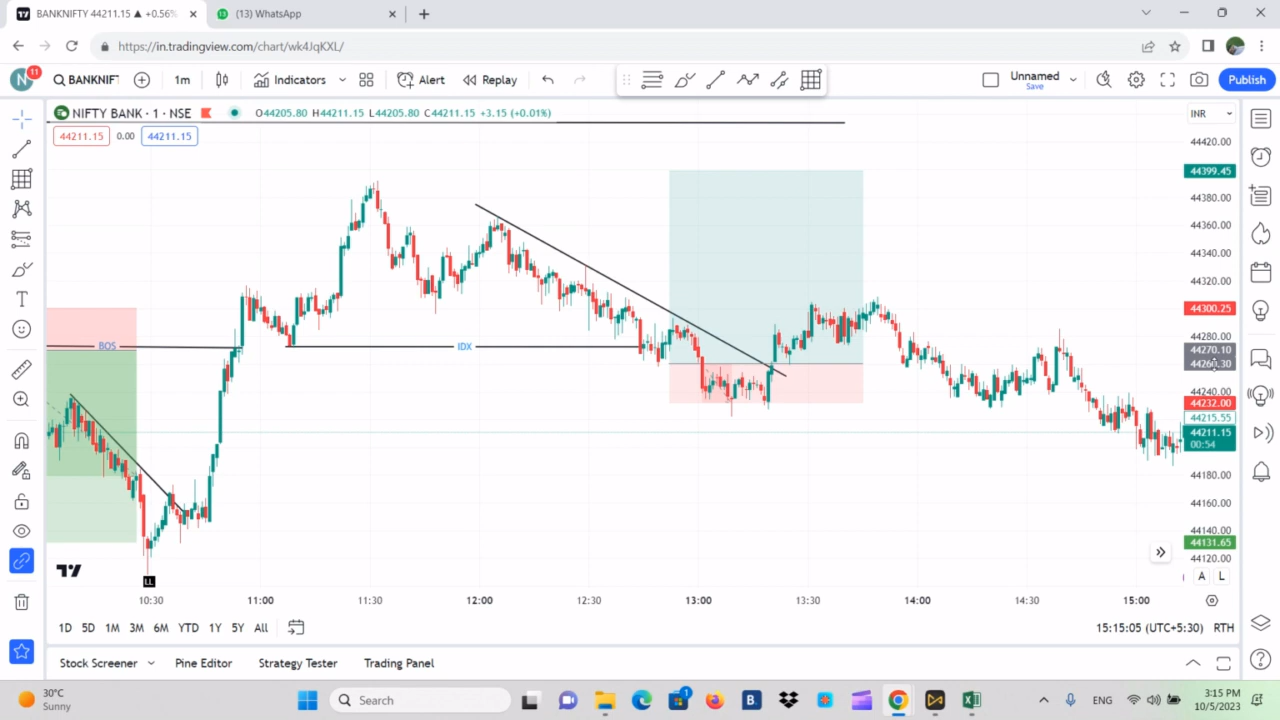 BANKNIFTY 44211.15 ▲ +0.56%
(13) WhatsApp
https://in.tradingview.com/chart/wk4JqKXL/
N 11
BANKNIFT
1m
Indicators
Alert
Replay
Unnamed
Save
Publish
NIFTY BANK · 1 · NSE
O44205.80 H44211.15 L44205.80 C44211.15 +3.15 (+0.01%)
INR
44211.15 0.00 44211.15
44420.00
44399.45
44380.00
44360.00
44340.00
44320.00
44300.25
44280.00
44270.10
44260.30
44240.00
44232.00
44215.55
44211.15
00:54
44180.00
44160.00
44140.00
44131.65
44120.00
BOS
IDX
LL
A L
10:30 11:00 11:30 12:00 12:30 13:00 13:30 14:00 14:30 15:00
1D 5D 1M 3M 6M YTD 1Y 5Y All
15:15:05 (UTC+5:30) RTH
Stock Screener
Pine Editor
Strategy Tester
Trading Panel
30°C
Sunny
Search
ENG
3:15 PM
10/5/2023